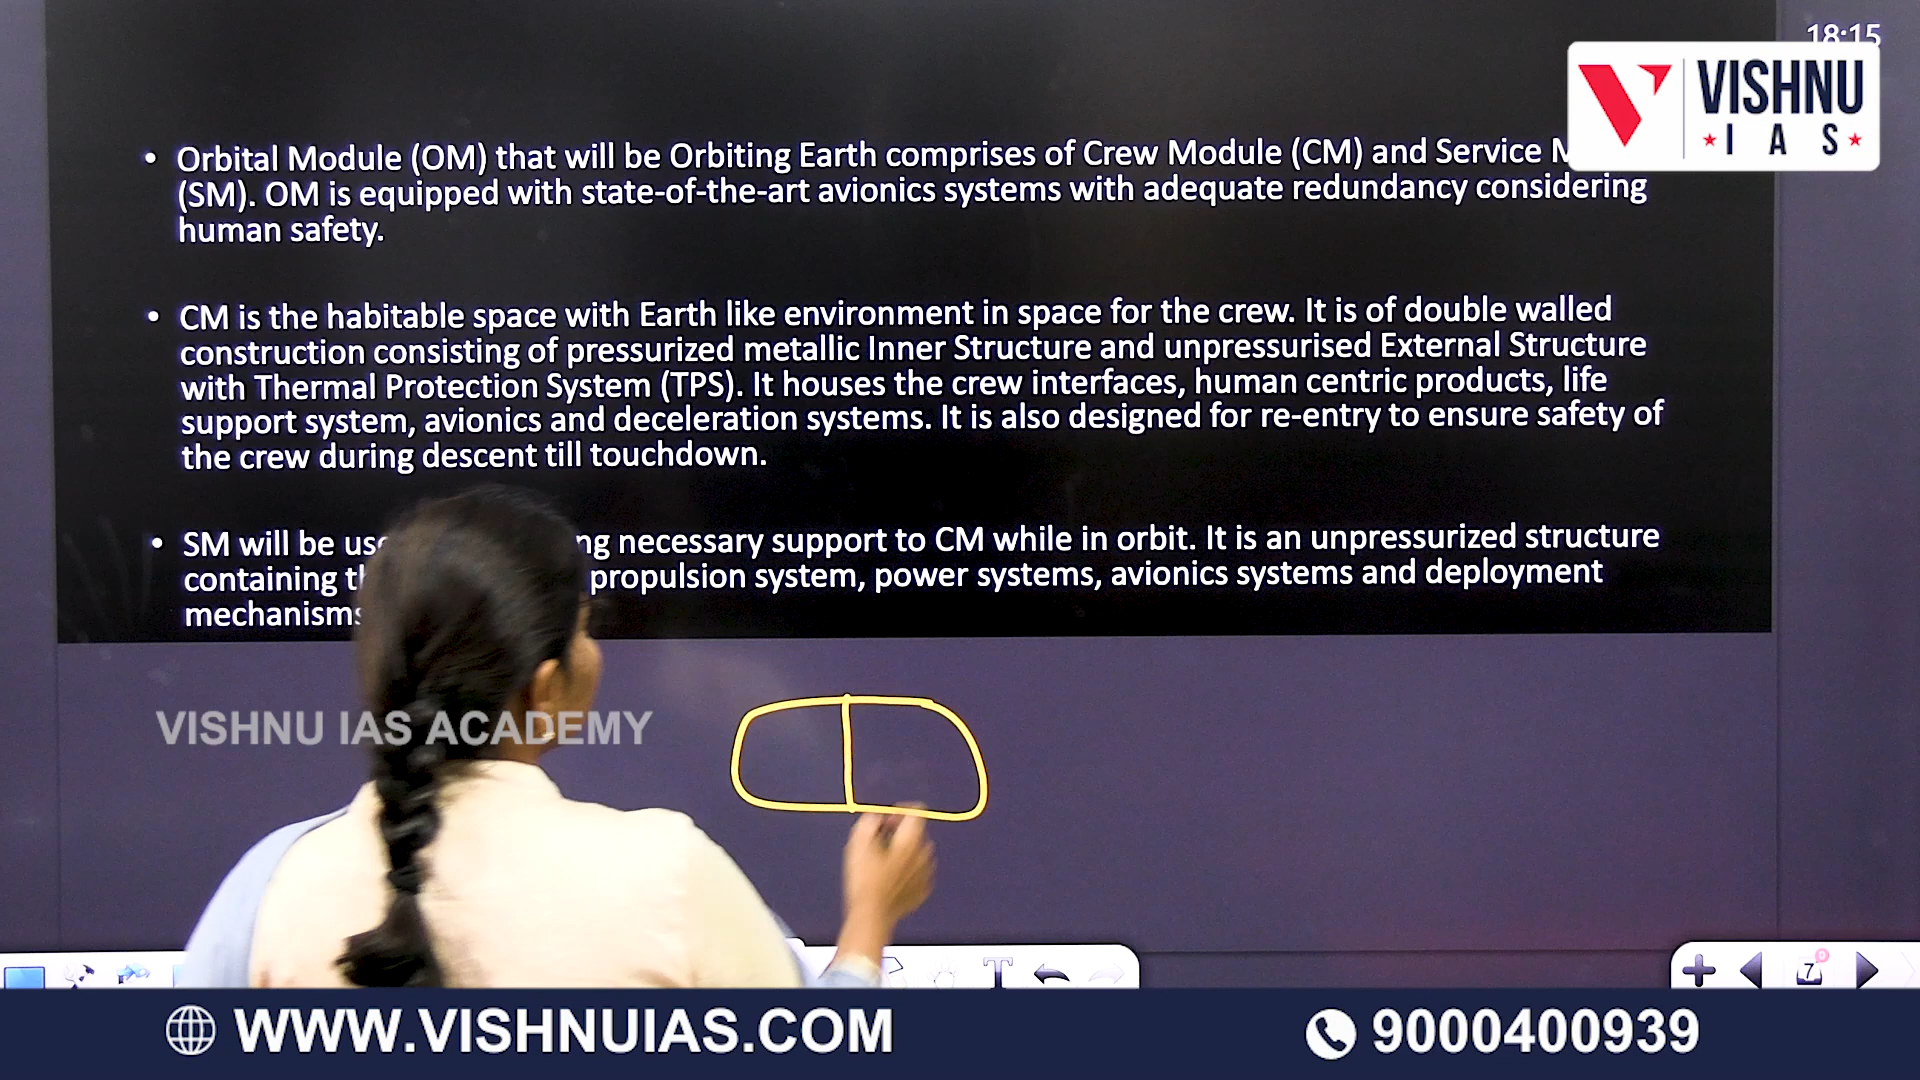 18:15
VISHNU
IAS
• Orbital Module (OM) that will be Orbiting Earth comprises of Crew Module (CM) and Service
(SM). OM is equipped with state-of-the-art avionics systems with adequate redundancy considering
human safety.
• CM is the habitable space with Earth like environment in space for the crew. It is of double walled
construction consisting of pressurized metallic Inner Structure and unpressurised External Structure
with Thermal Protection System (TPS). It houses the crew interfaces, human centric products, life
support system, avionics and deceleration systems. It is also designed for re-entry to ensure safety of
the crew during descent till touchdown.
• SM will be necessary support to CM while in orbit. It is an unpressurized structure
containing propulsion system, power systems, avionics systems and deployment
mechanisms
VISHNU IAS ACADEMY
T
7
WWW.VISHNUIAS.COM
9000400939